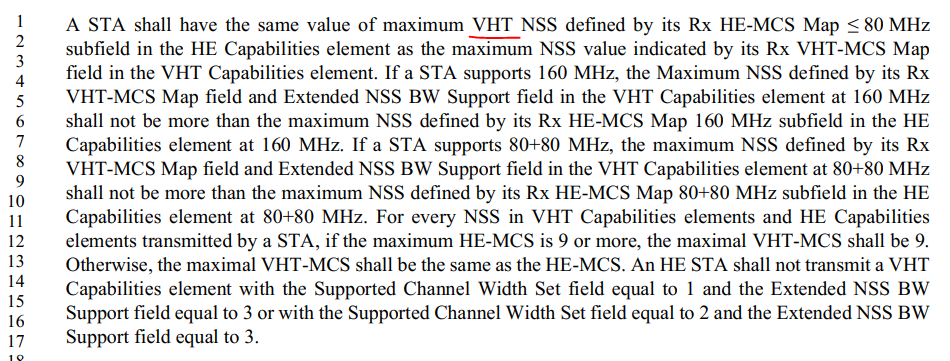 1 A STA shall have the same value of maximum VHT NSS defined by its Rx HE-MCS Map ≤ 80 MHz
2 subfield in the HE Capabilities element as the maximum NSS value indicated by its Rx VHT-MCS Map
3 field in the VHT Capabilities element. If a STA supports 160 MHz, the Maximum NSS defined by its Rx
4 VHT-MCS Map field and Extended NSS BW Support field in the VHT Capabilities element at 160 MHz
5 shall not be more than the maximum NSS defined by its Rx HE-MCS Map 160 MHz subfield in the HE
6 Capabilities element at 160 MHz. If a STA supports 80+80 MHz, the maximum NSS defined by its Rx
7 VHT-MCS Map field and Extended NSS BW Support field in the VHT Capabilities element at 80+80 MHz
8 shall not be more than the maximum NSS defined by its Rx HE-MCS Map 80+80 MHz subfield in the HE
9 Capabilities element at 80+80 MHz. For every NSS in VHT Capabilities elements and HE Capabilities
10 elements transmitted by a STA, if the maximum HE-MCS is 9 or more, the maximal VHT-MCS shall be 9.
11 Otherwise, the maximal VHT-MCS shall be the same as the HE-MCS. An HE STA shall not transmit a VHT
12 Capabilities element with the Supported Channel Width Set field equal to 1 and the Extended NSS BW
13 Support field equal to 3 or with the Supported Channel Width Set field equal to 2 and the Extended NSS BW
14 Support field equal to 3.
15
16
17
18